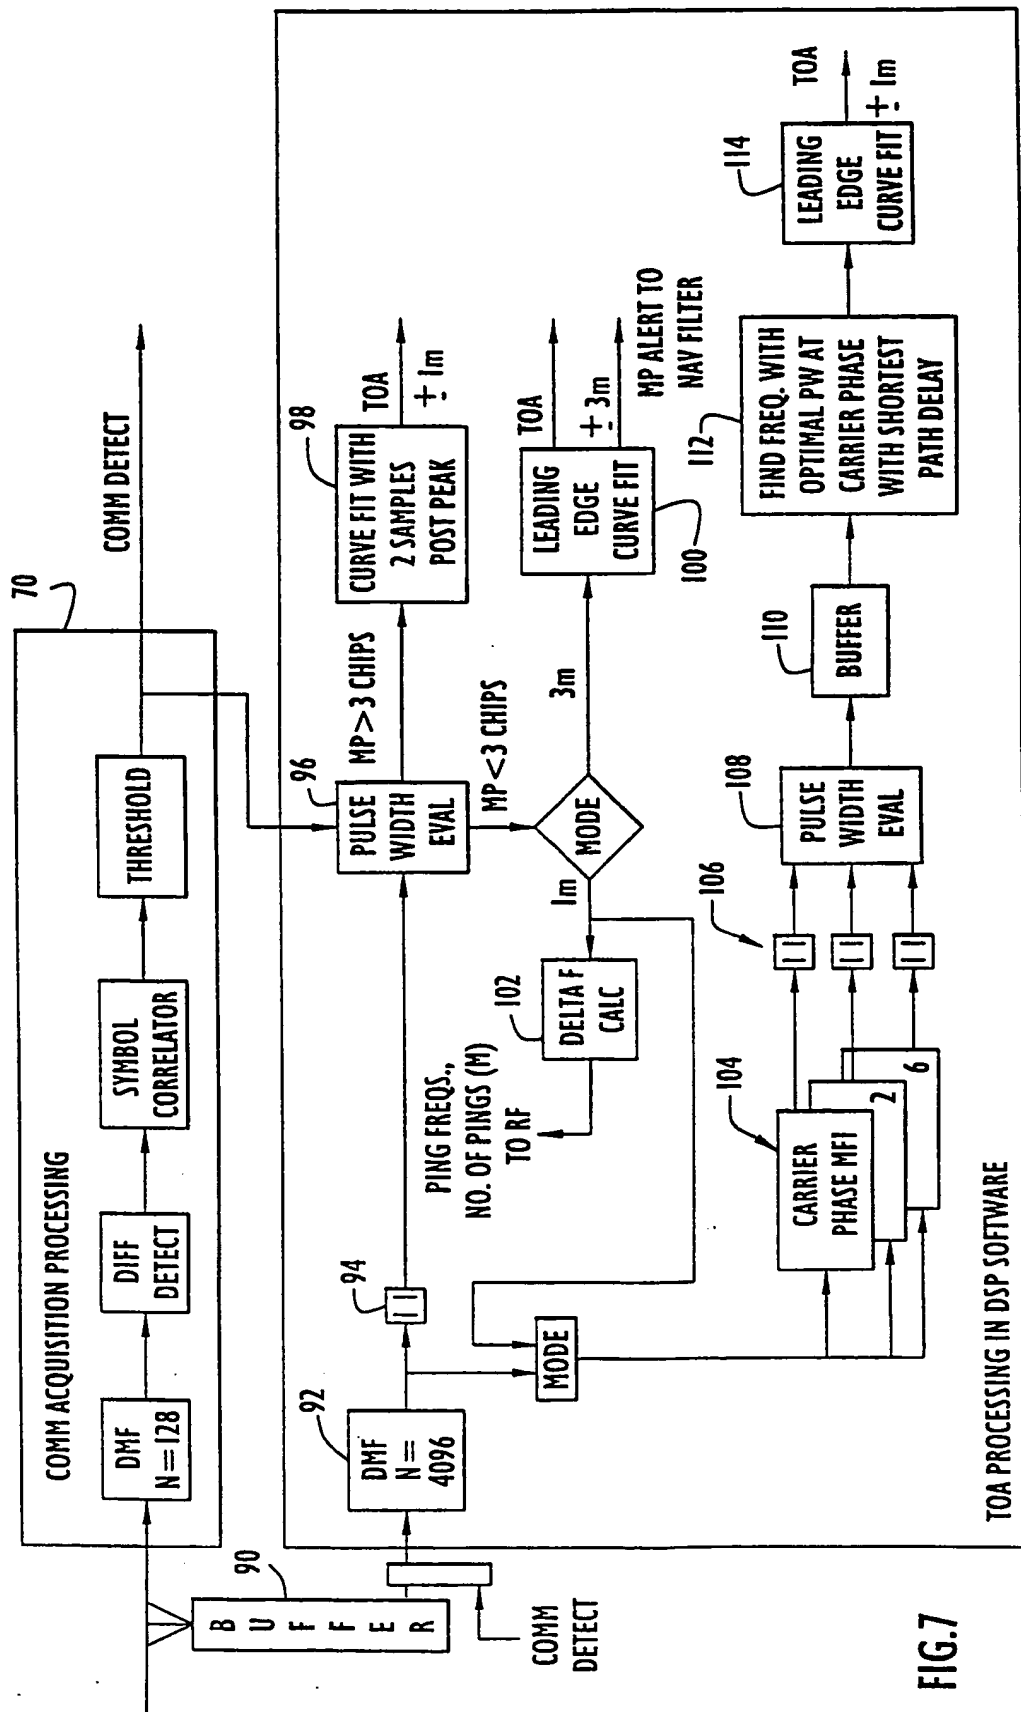 70
COMM ACQUISITION PROCESSING
DMF
N=128
DIFF
DETECT
SYMBOL
CORRELATOR
THRESHOLD
COMM DETECT
90
BUFFER
COMM
DETECT
92
DMF
N=
4096
94
96
PULSE
WIDTH
EVAL
MP>3 CHIPS
98
CURVE FIT WITH
2 SAMPLES
POST PEAK
TOA
± 1m
MP<3 CHIPS
MODE
3m
1m
LEADING
EDGE
CURVE FIT
100
TOA
± 3m
MP ALERT TO
NAV FILTER
102
DELTA F
CALC
PING FREQS.,
NO. OF PINGS (M)
TO RF
MODE
104
CARRIER
PHASE MF1
2
6
106
108
PULSE
WIDTH
EVAL
110
BUFFER
112
FIND FREQ. WITH
OPTIMAL PW AT
CARRIER PHASE
WITH SHORTEST
PATH DELAY
114
LEADING
EDGE
CURVE FIT
TOA
± 1m
TOA PROCESSING IN DSP SOFTWARE
FIG.7